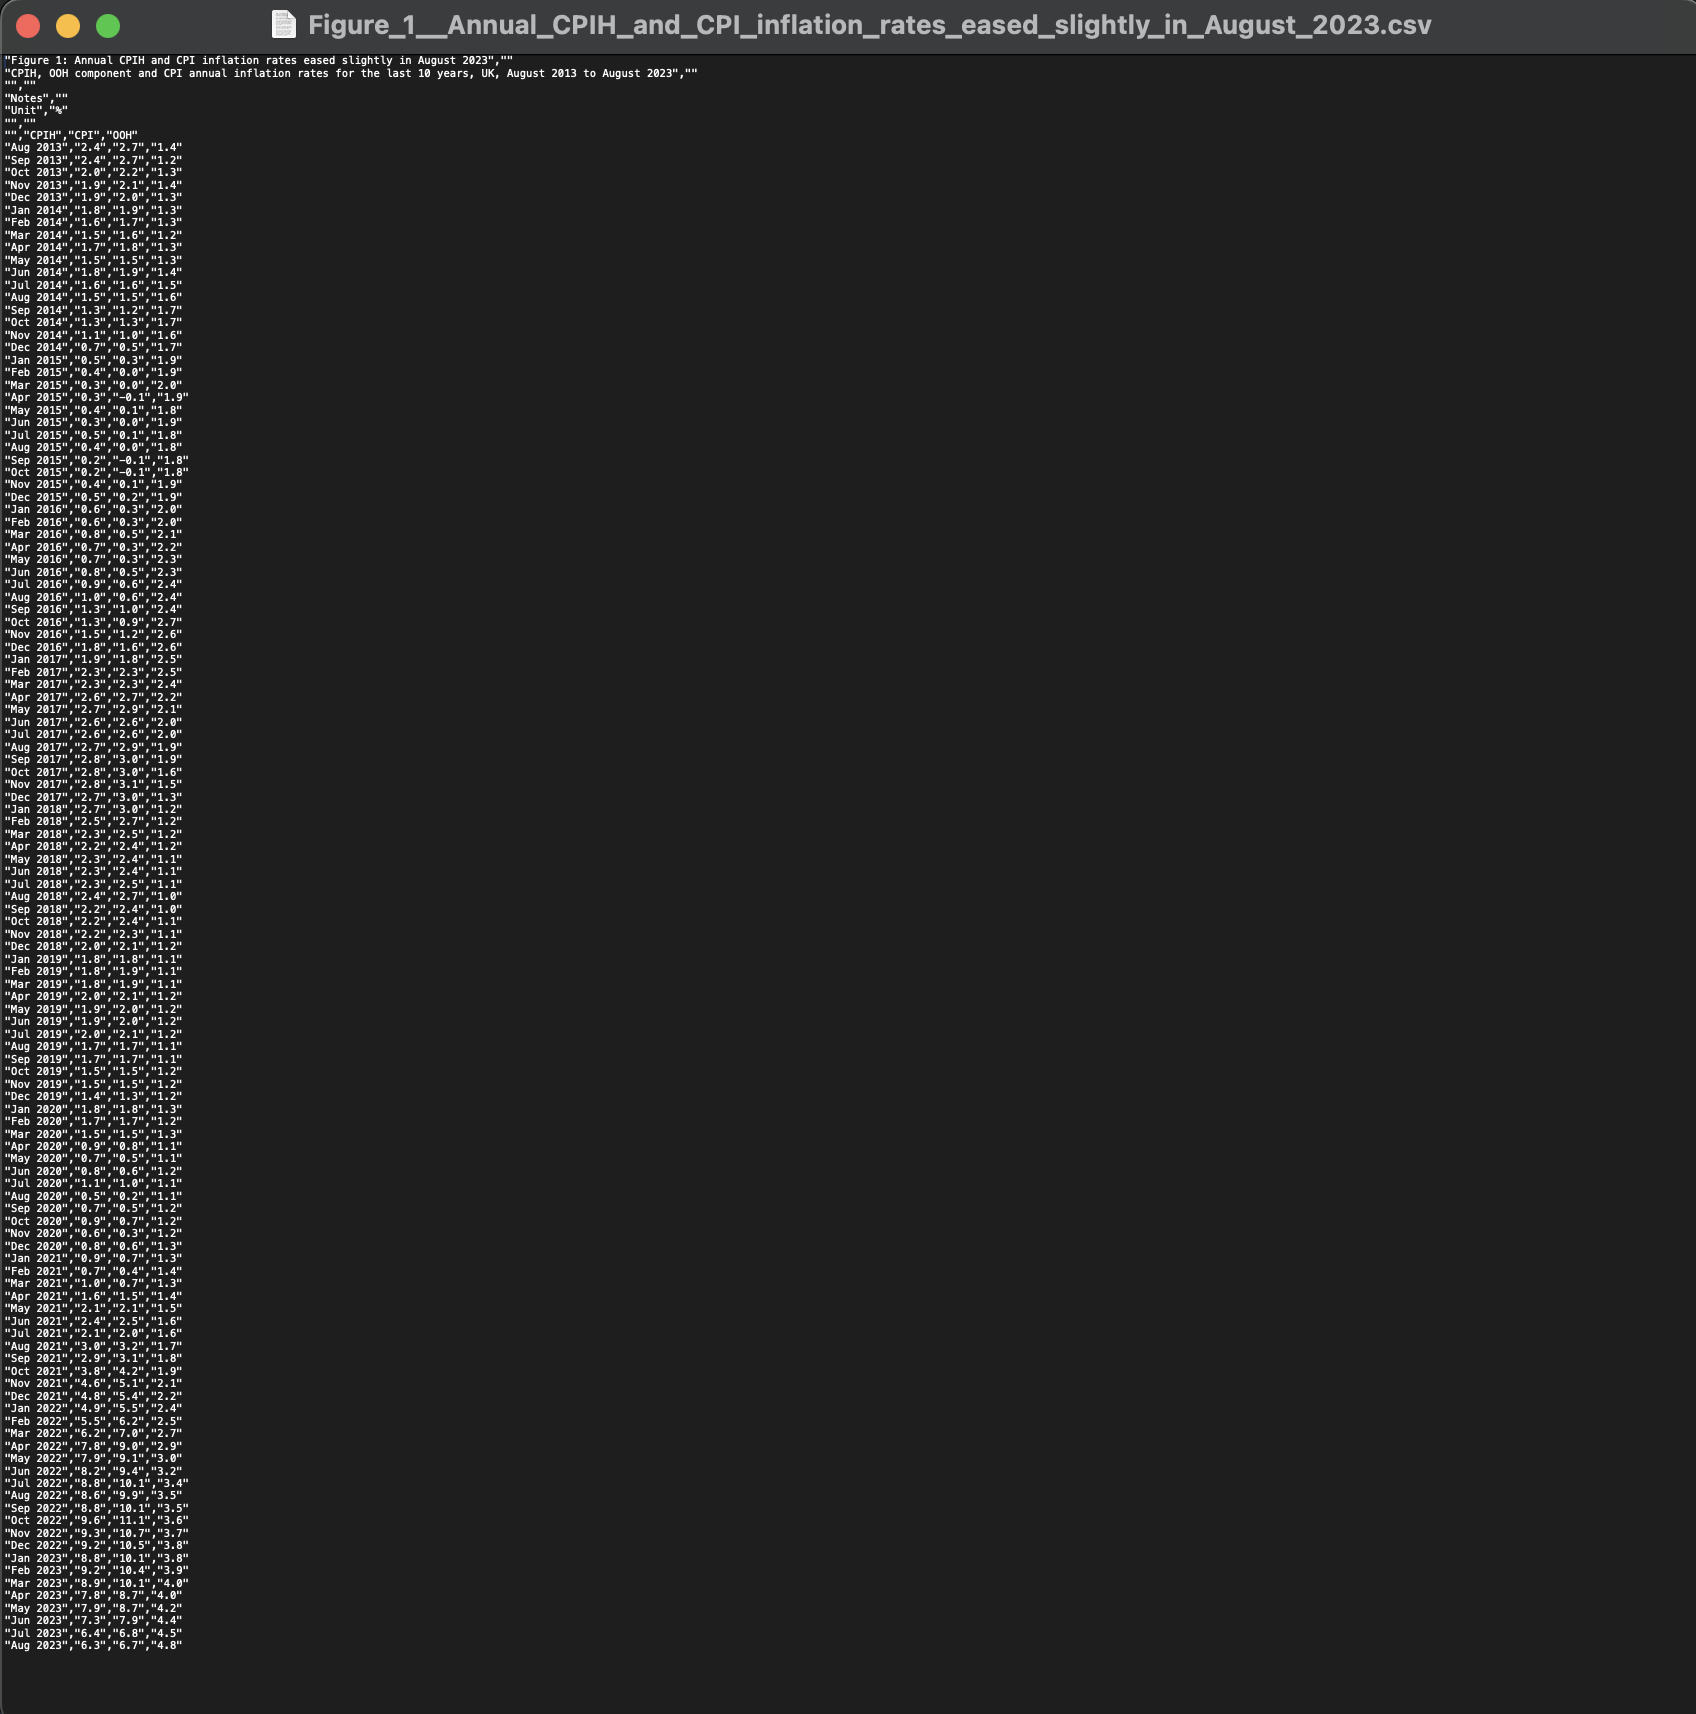 Figure_1__Annual_CPIH_and_CPI_inflation_rates_eased_slightly_in_August_2023.csv
"Figure 1: Annual CPIH and CPI inflation rates eased slightly in August 2023",""
"CPIH, OOH component and CPI annual inflation rates for the last 10 years, UK, August 2013 to August 2023",""
"",""
"Notes",""
"Unit","%"
"",""
"","CPIH","CPI","OOH"
"Aug 2013","2.4","2.7","1.4"
"Sep 2013","2.4","2.7","1.2"
"Oct 2013","2.0","2.2","1.3"
"Nov 2013","1.9","2.1","1.4"
"Dec 2013","1.9","2.0","1.3"
"Jan 2014","1.8","1.9","1.3"
"Feb 2014","1.6","1.7","1.3"
"Mar 2014","1.5","1.6","1.2"
"Apr 2014","1.7","1.8","1.3"
"May 2014","1.5","1.5","1.3"
"Jun 2014","1.8","1.9","1.4"
"Jul 2014","1.6","1.6","1.5"
"Aug 2014","1.5","1.5","1.6"
"Sep 2014","1.3","1.2","1.7"
"Oct 2014","1.3","1.3","1.7"
"Nov 2014","1.1","1.0","1.6"
"Dec 2014","0.7","0.5","1.7"
"Jan 2015","0.5","0.3","1.9"
"Feb 2015","0.4","0.0","1.9"
"Mar 2015","0.3","0.0","2.0"
"Apr 2015","0.3","-0.1","1.9"
"May 2015","0.4","0.1","1.8"
"Jun 2015","0.3","0.0","1.9"
"Jul 2015","0.5","0.1","1.8"
"Aug 2015","0.4","0.0","1.8"
"Sep 2015","0.2","-0.1","1.8"
"Oct 2015","0.2","-0.1","1.8"
"Nov 2015","0.4","0.1","1.9"
"Dec 2015","0.5","0.2","1.9"
"Jan 2016","0.6","0.3","2.0"
"Feb 2016","0.6","0.3","2.0"
"Mar 2016","0.8","0.5","2.1"
"Apr 2016","0.7","0.3","2.2"
"May 2016","0.7","0.3","2.3"
"Jun 2016","0.8","0.5","2.3"
"Jul 2016","0.9","0.6","2.4"
"Aug 2016","1.0","0.6","2.4"
"Sep 2016","1.3","1.0","2.4"
"Oct 2016","1.3","0.9","2.7"
"Nov 2016","1.5","1.2","2.6"
"Dec 2016","1.8","1.6","2.6"
"Jan 2017","1.9","1.8","2.5"
"Feb 2017","2.3","2.3","2.5"
"Mar 2017","2.3","2.3","2.4"
"Apr 2017","2.6","2.7","2.2"
"May 2017","2.7","2.9","2.1"
"Jun 2017","2.6","2.6","2.0"
"Jul 2017","2.6","2.6","2.0"
"Aug 2017","2.7","2.9","1.9"
"Sep 2017","2.8","3.0","1.9"
"Oct 2017","2.8","3.0","1.6"
"Nov 2017","2.8","3.1","1.5"
"Dec 2017","2.7","3.0","1.3"
"Jan 2018","2.7","3.0","1.2"
"Feb 2018","2.5","2.7","1.2"
"Mar 2018","2.3","2.5","1.2"
"Apr 2018","2.2","2.4","1.2"
"May 2018","2.3","2.4","1.1"
"Jun 2018","2.3","2.4","1.1"
"Jul 2018","2.3","2.5","1.1"
"Aug 2018","2.4","2.7","1.0"
"Sep 2018","2.2","2.4","1.0"
"Oct 2018","2.2","2.4","1.1"
"Nov 2018","2.2","2.3","1.1"
"Dec 2018","2.0","2.1","1.2"
"Jan 2019","1.8","1.8","1.1"
"Feb 2019","1.8","1.9","1.1"
"Mar 2019","1.8","1.9","1.1"
"Apr 2019","2.0","2.1","1.2"
"May 2019","1.9","2.0","1.2"
"Jun 2019","1.9","2.0","1.2"
"Jul 2019","2.0","2.1","1.2"
"Aug 2019","1.7","1.7","1.1"
"Sep 2019","1.7","1.7","1.1"
"Oct 2019","1.5","1.5","1.2"
"Nov 2019","1.5","1.5","1.2"
"Dec 2019","1.4","1.3","1.2"
"Jan 2020","1.8","1.8","1.3"
"Feb 2020","1.7","1.7","1.2"
"Mar 2020","1.5","1.5","1.3"
"Apr 2020","0.9","0.8","1.1"
"May 2020","0.7","0.5","1.1"
"Jun 2020","0.8","0.6","1.2"
"Jul 2020","1.1","1.0","1.1"
"Aug 2020","0.5","0.2","1.1"
"Sep 2020","0.7","0.5","1.2"
"Oct 2020","0.9","0.7","1.2"
"Nov 2020","0.6","0.3","1.2"
"Dec 2020","0.8","0.6","1.3"
"Jan 2021","0.9","0.7","1.3"
"Feb 2021","0.7","0.4","1.4"
"Mar 2021","1.0","0.7","1.3"
"Apr 2021","1.6","1.5","1.4"
"May 2021","2.1","2.1","1.5"
"Jun 2021","2.4","2.5","1.6"
"Jul 2021","2.1","2.0","1.6"
"Aug 2021","3.0","3.2","1.7"
"Sep 2021","2.9","3.1","1.8"
"Oct 2021","3.8","4.2","1.9"
"Nov 2021","4.6","5.1","2.1"
"Dec 2021","4.8","5.4","2.2"
"Jan 2022","4.9","5.5","2.4"
"Feb 2022","5.5","6.2","2.5"
"Mar 2022","6.2","7.0","2.7"
"Apr 2022","7.8","9.0","2.9"
"May 2022","7.9","9.1","3.0"
"Jun 2022","8.2","9.4","3.2"
"Jul 2022","8.8","10.1","3.4"
"Aug 2022","8.6","9.9","3.5"
"Sep 2022","8.8","10.1","3.5"
"Oct 2022","9.6","11.1","3.6"
"Nov 2022","9.3","10.7","3.7"
"Dec 2022","9.2","10.5","3.8"
"Jan 2023","8.8","10.1","3.8"
"Feb 2023","9.2","10.4","3.9"
"Mar 2023","8.9","10.1","4.0"
"Apr 2023","7.8","8.7","4.0"
"May 2023","7.9","8.7","4.2"
"Jun 2023","7.3","7.9","4.4"
"Jul 2023","6.4","6.8","4.5"
"Aug 2023","6.3","6.7","4.8"